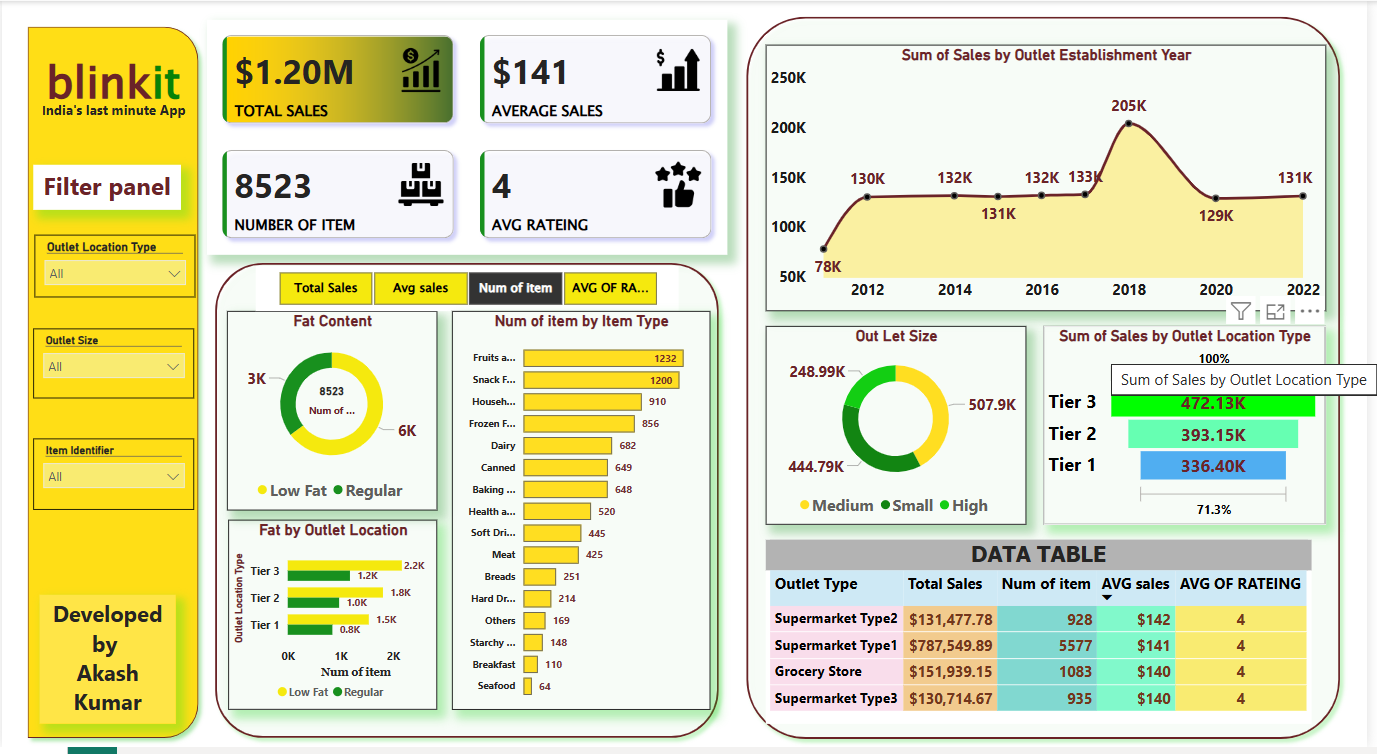 blinkit
India's last minute App
Filter panel
Outlet Location Type
All
Outlet Size
All
Item Identifier
All
Developed
by
Akash
Kumar
$1.20M
TOTAL SALES
$141
AVERAGE SALES
8523
NUMBER OF ITEM
4
AVG RATEING
Total Sales
Avg sales
Num of Item
AVG OF RA...
Fat Content
3K
8523
Num of ...
6K
Low Fat
Regular
Fat by Outlet Location
Outlet Location Type
Tier 3
2.2K
1.2K
Tier 2
1.8K
1.0K
Tier 1
1.5K
0.8K
0K 1K 2K
Num of item
Low Fat Regular
Num of item by Item Type
Fruits a... 1232
Snack F... 1200
Househ... 910
Frozen F... 856
Dairy 682
Canned 649
Baking ... 648
Health a... 520
Soft Dri... 445
Meat 425
Breads 251
Hard Dr... 214
Others 169
Starchy ... 148
Breakfast 110
Seafood 64
Sum of Sales by Outlet Establishment Year
250K
200K
150K
100K
50K
78K
130K
132K
131K
132K
133K
205K
129K
131K
2012 2014 2016 2018 2020 2022
Out Let Size
248.99K
507.9K
444.79K
Medium Small High
Sum of Sales by Outlet Location Type
100%
Sum of Sales by Outlet Location Type
Tier 3 472.13K
Tier 2 393.15K
Tier 1 336.40K
71.3%
DATA TABLE
Outlet Type Total Sales Num of item AVG sales AVG OF RATEING
Supermarket Type2 $131,477.78 928 $142 4
Supermarket Type1 $787,549.89 5577 $141 4
Grocery Store $151,939.15 1083 $140 4
Supermarket Type3 $130,714.67 935 $140 4